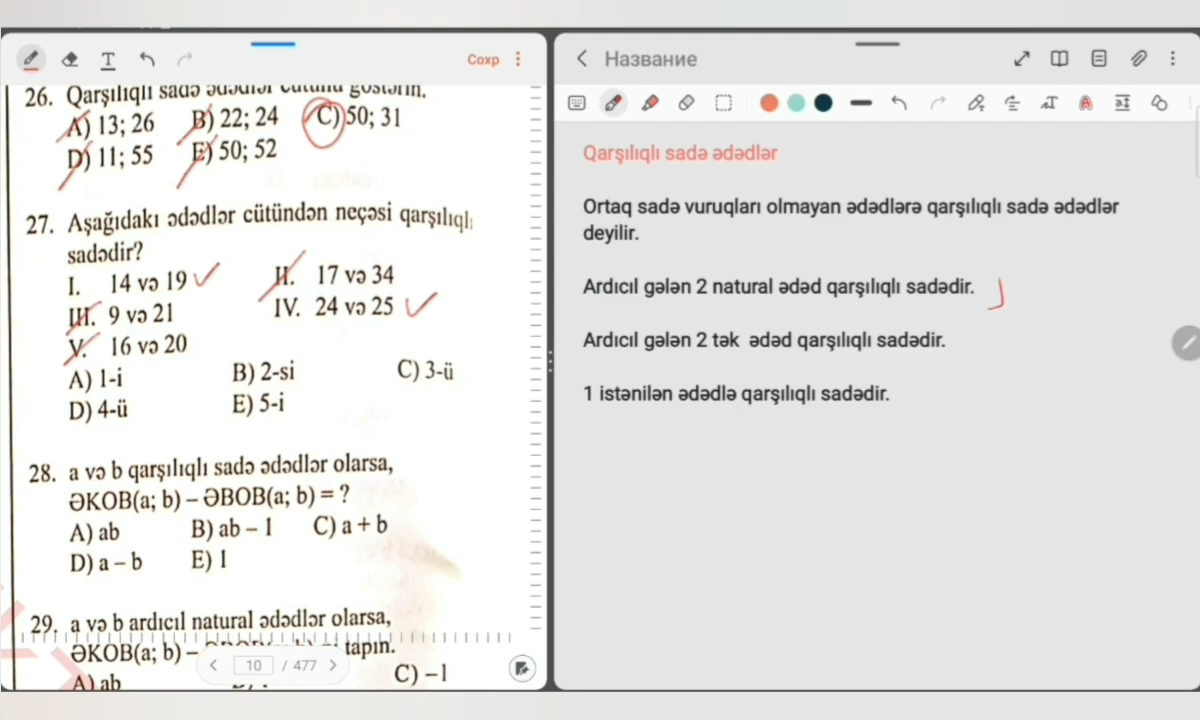 Сохр
26. Qarşılıqlı sadə ədədlər cütünü göstərin.
A) 13; 26 B) 22; 24 C) 50; 31
D) 11; 55 E) 50; 52
27. Aşağıdakı ədədlər cütündən neçəsi qarşılıqlı
sadədir?
I. 14 və 19 II. 17 və 34
III. 9 və 21 IV. 24 və 25
V. 16 və 20
A) 1-i B) 2-si C) 3-ü
D) 4-ü E) 5-i
28. a və b qarşılıqlı sadə ədədlər olarsa,
ƏKOB(a; b) – ƏBOB(a; b) = ?
A) ab B) ab – 1 C) a + b
D) a – b E) 1
29. a və b ardıcıl natural ədədlər olarsa,
ƏKOB(a; b) – tapın.
A) ab C) –1
10 / 477
Название
Qarşılıqlı sadə ədədlər
Ortaq sadə vuruqları olmayan ədədlərə qarşılıqlı sadə ədədlər
deyilir.
Ardıcıl gələn 2 natural ədəd qarşılıqlı sadədir.
Ardıcıl gələn 2 tək ədəd qarşılıqlı sadədir.
1 istənilən ədədlə qarşılıqlı sadədir.